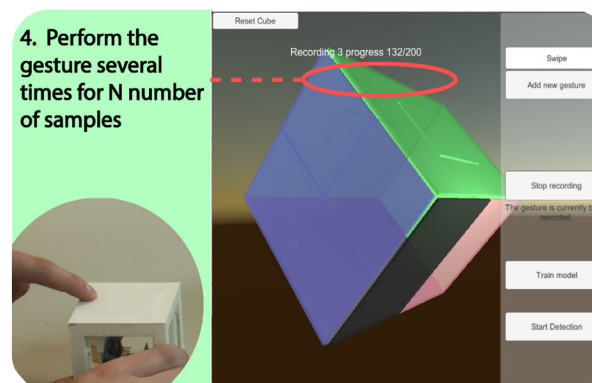 4. Perform the
gesture several
times for N number
of samples
Reset Cube
Recording 3 progress 132/200
Swipe
Add new gesture
Stop recording
The gesture is currently b
recorded
Train model
Start Detection